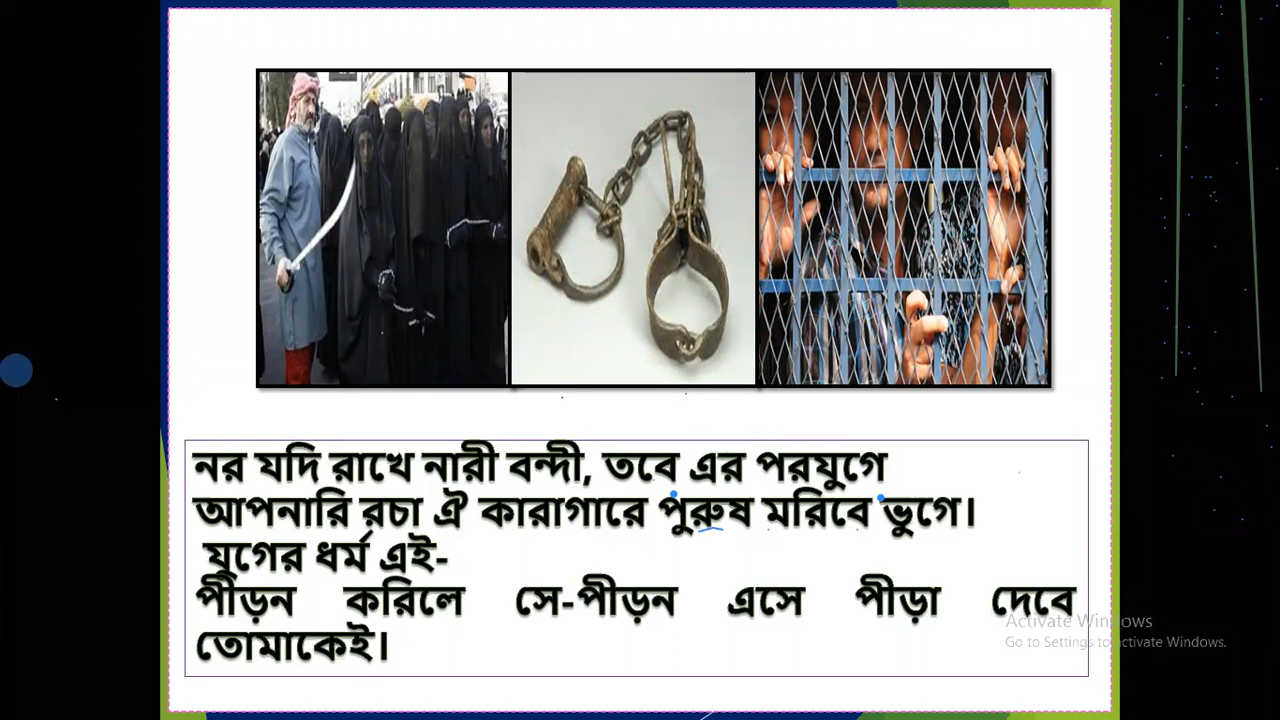 নর যদি রাখে নারী বন্দী, তবে এর পরযুগে
আপনারি রচা ঐ কারাগারে পুরুষ মরিবে ভুগে।
যুগের ধর্ম এই-
পীড়ন করিলে সে-পীড়ন এসে পীড়া দেবে
তোমাকেই।
Activate Windows
Go to Settings to activate Windows.